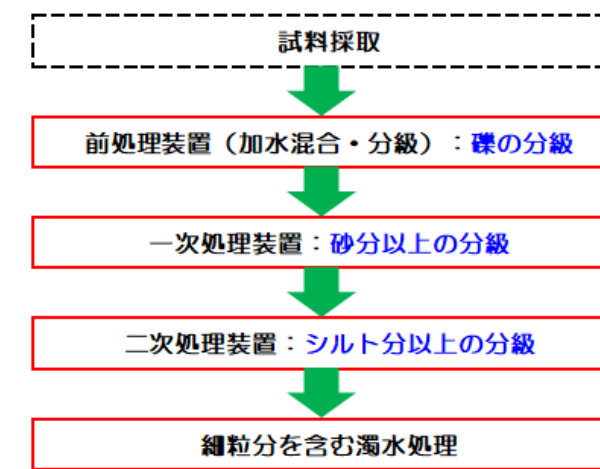 試料採取
前処理装置（加水混合・分級）：礫の分級
一次処理装置：砂分以上の分級
二次処理装置：シルト分以上の分級
細粒分を含む濁水処理